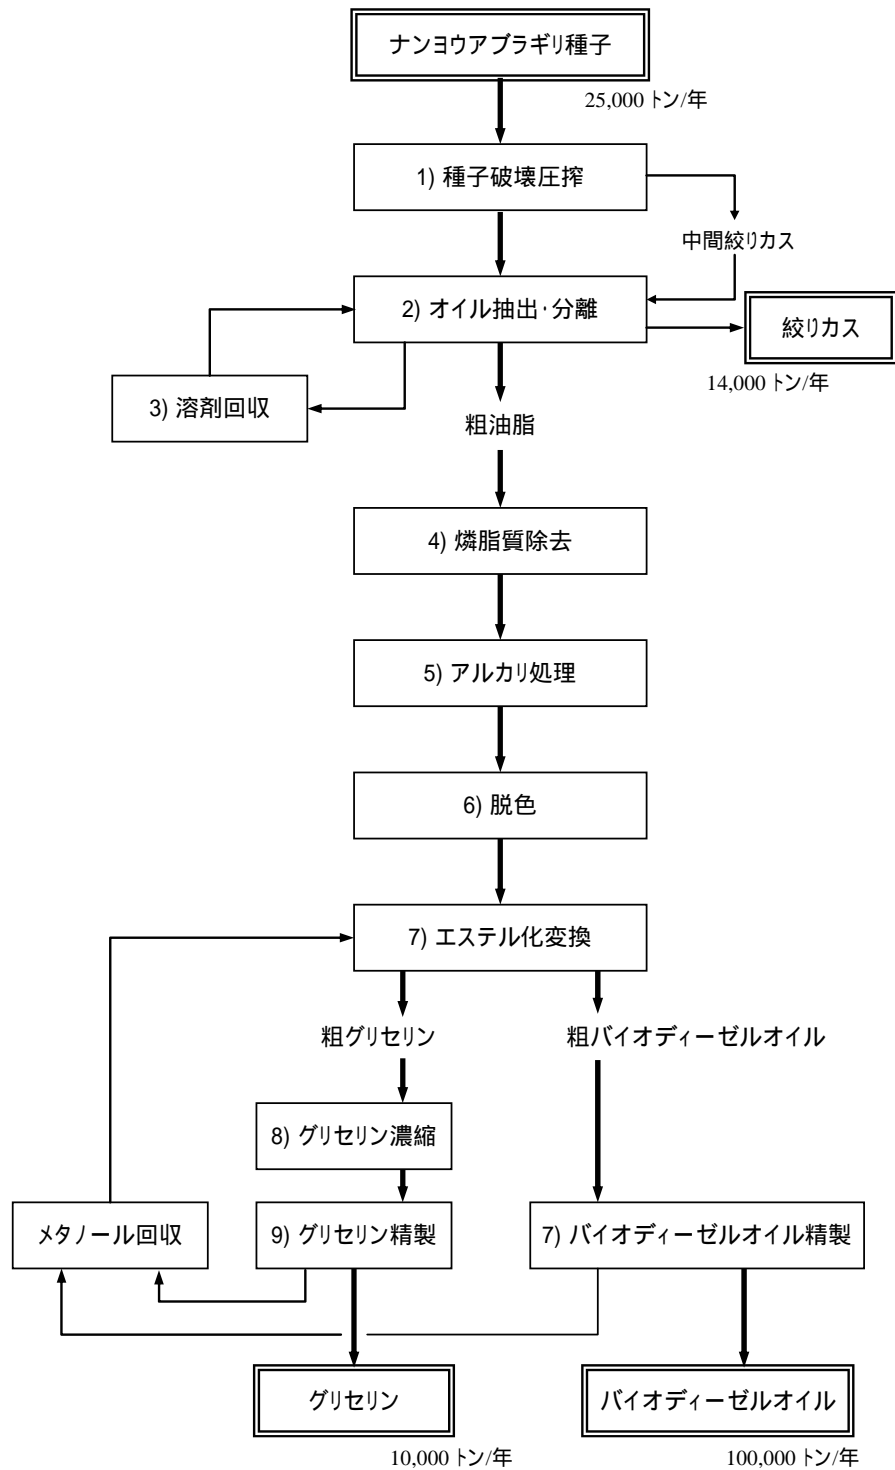 ナンヨウアブラギリ種子
25,000 トン/年
1) 種子破壊圧搾
中間絞りカス
2) オイル抽出･分離
絞りカス
14,000 トン/年
3) 溶剤回収
粗油脂
4) 燐脂質除去
5) アルカリ処理
6) 脱色
7) エステル化変換
粗グリセリン
粗バイオディーゼルオイル
8) グリセリン濃縮
メタノール回収
9) グリセリン精製
7) バイオディーゼルオイル精製
グリセリン
バイオディーゼルオイル
10,000 トン/年
100,000 トン/年